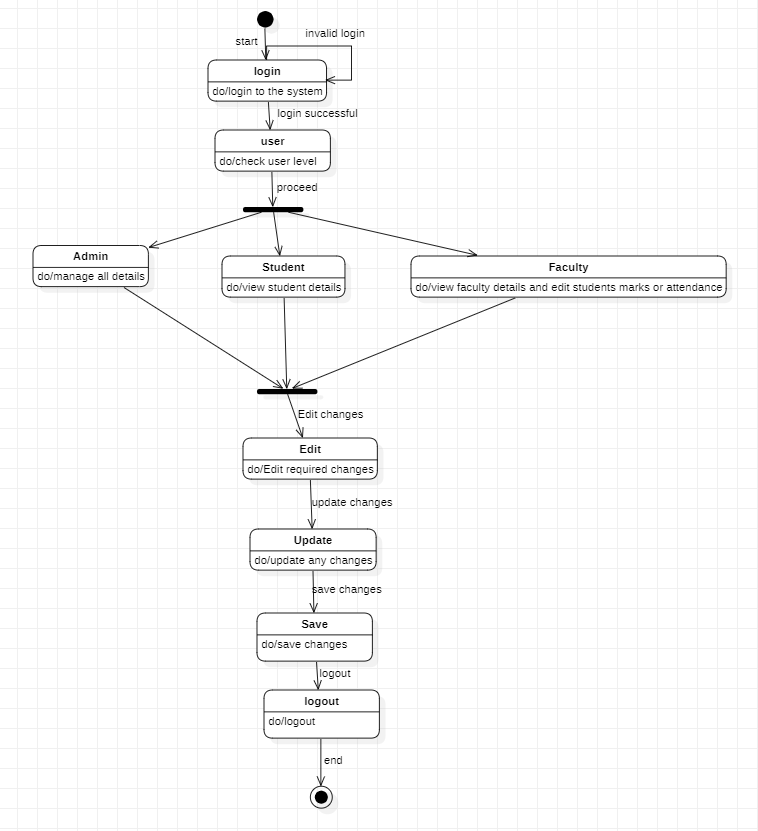 invalid login
start
login
do/login to the system
login successful
user
do/check user level
proceed
Admin
do/manage all details
Student
do/view student details
Faculty
do/view faculty details and edit students marks or attendance
Edit changes
Edit
do/Edit required changes
update changes
Update
do/update any changes
save changes
Save
do/save changes
logout
logout
do/logout
end